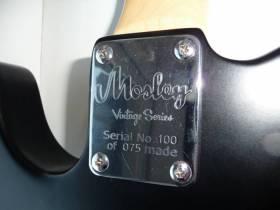 Mosley
Vintage Series
Serial No. 100
of 075 made